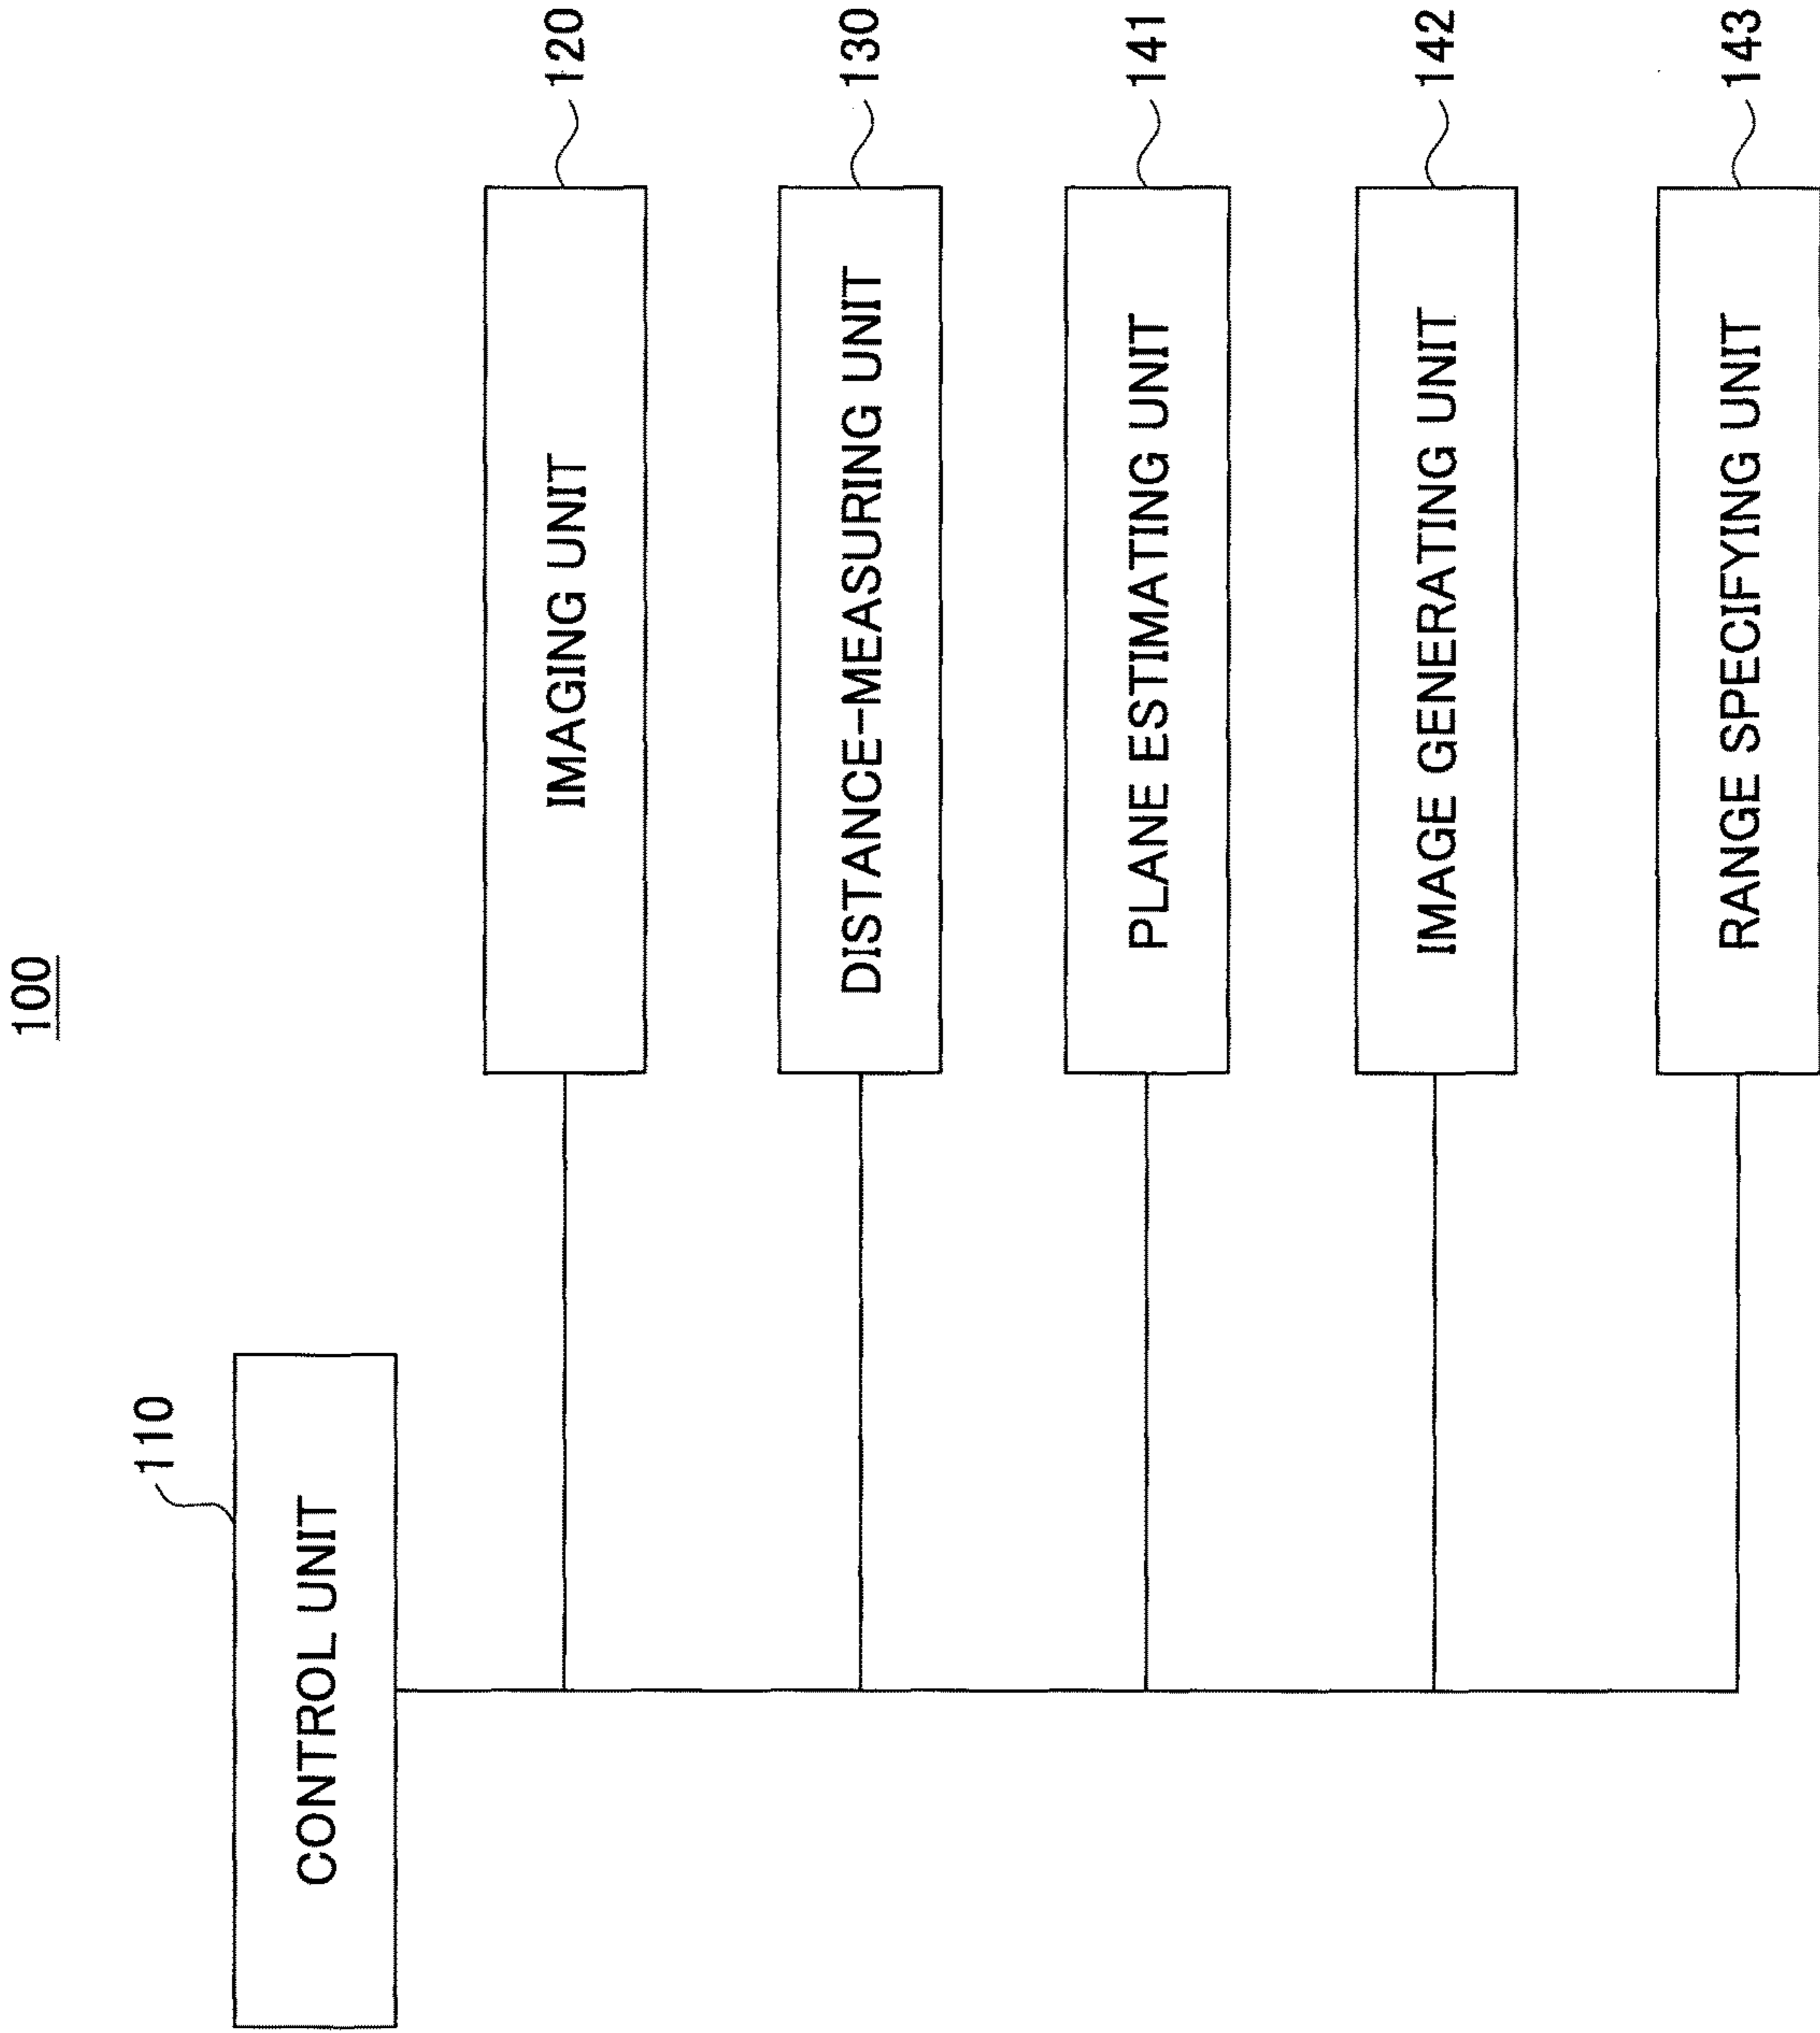 100
110
CONTROL UNIT
IMAGING UNIT
120
DISTANCE-MEASURING UNIT
130
PLANE ESTIMATING UNIT
141
IMAGE GENERATING UNIT
142
RANGE SPECIFYING UNIT
143